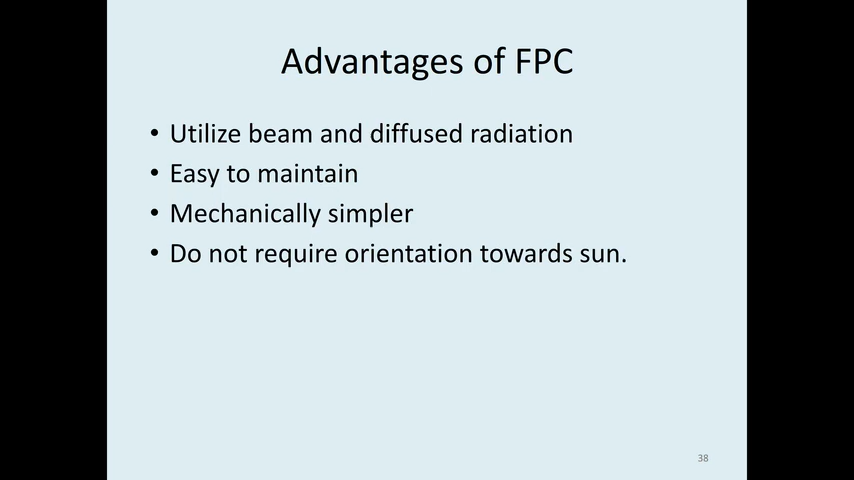 Advantages of FPC
• Utilize beam and diffused radiation
• Easy to maintain
• Mechanically simpler
• Do not require orientation towards sun.
38